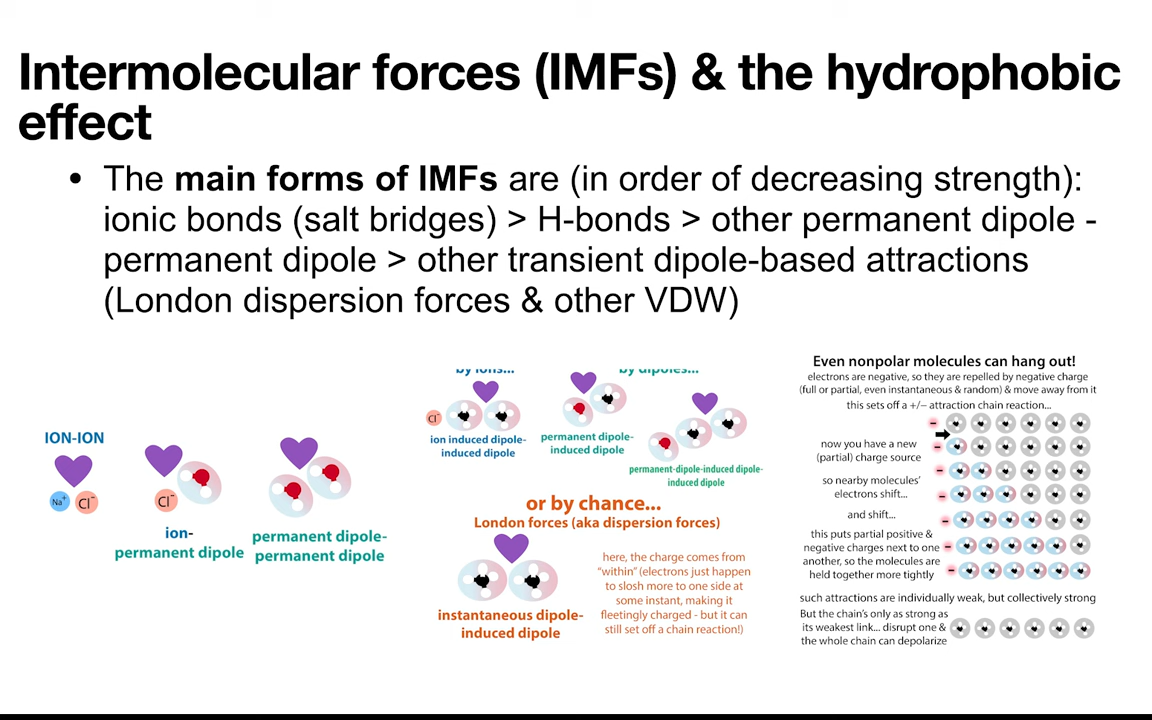 Intermolecular forces (IMFs) & the hydrophobic
effect
• The main forms of IMFs are (in order of decreasing strength):
ionic bonds (salt bridges) > H-bonds > other permanent dipole -
permanent dipole > other transient dipole-based attractions
(London dispersion forces & other VDW)
ION-ION
Na+ Cl-
Cl-
ion-
permanent dipole
permanent dipole-
permanent dipole
by ions...
Cl-
ion induced dipole-
induced dipole
by dipoles...
permanent dipole-
induced dipole
permanent-dipole-induced dipole-
induced dipole
or by chance...
London forces (aka dispersion forces)
instantaneous dipole-
induced dipole
here, the charge comes from
"within" (electrons just happen
to slosh more to one side at
some instant, making it
fleetingly charged - but it can
still set off a chain reaction!)
Even nonpolar molecules can hang out!
electrons are negative, so they are repelled by negative charge
(full or partial, even instantaneous & random) & move away from it
this sets off a +/− attraction chain reaction...
now you have a new
(partial) charge source
so nearby molecules'
electrons shift...
and shift...
this puts partial positive &
negative charges next to one
another, so the molecules are
held together more tightly
such attractions are individually weak, but collectively strong
But the chain's only as strong as
its weakest link... disrupt one &
the whole chain can depolarize